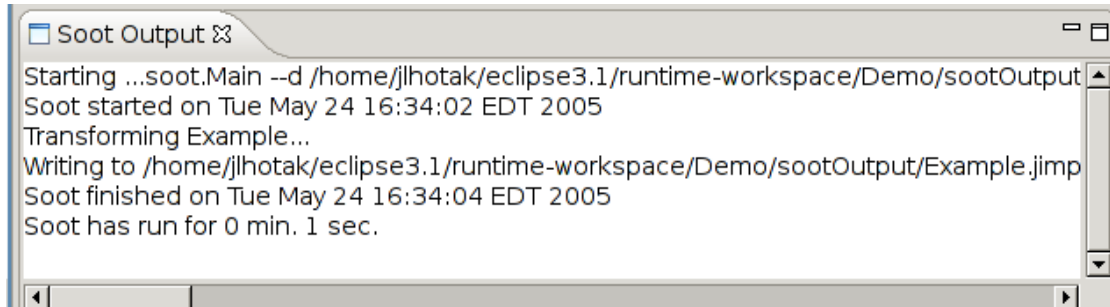 Soot Output
Starting ...soot.Main --d /home/jlhotak/eclipse3.1/runtime-workspace/Demo/sootOutput
Soot started on Tue May 24 16:34:02 EDT 2005
Transforming Example...
Writing to /home/jlhotak/eclipse3.1/runtime-workspace/Demo/sootOutput/Example.jimp
Soot finished on Tue May 24 16:34:04 EDT 2005
Soot has run for 0 min. 1 sec.